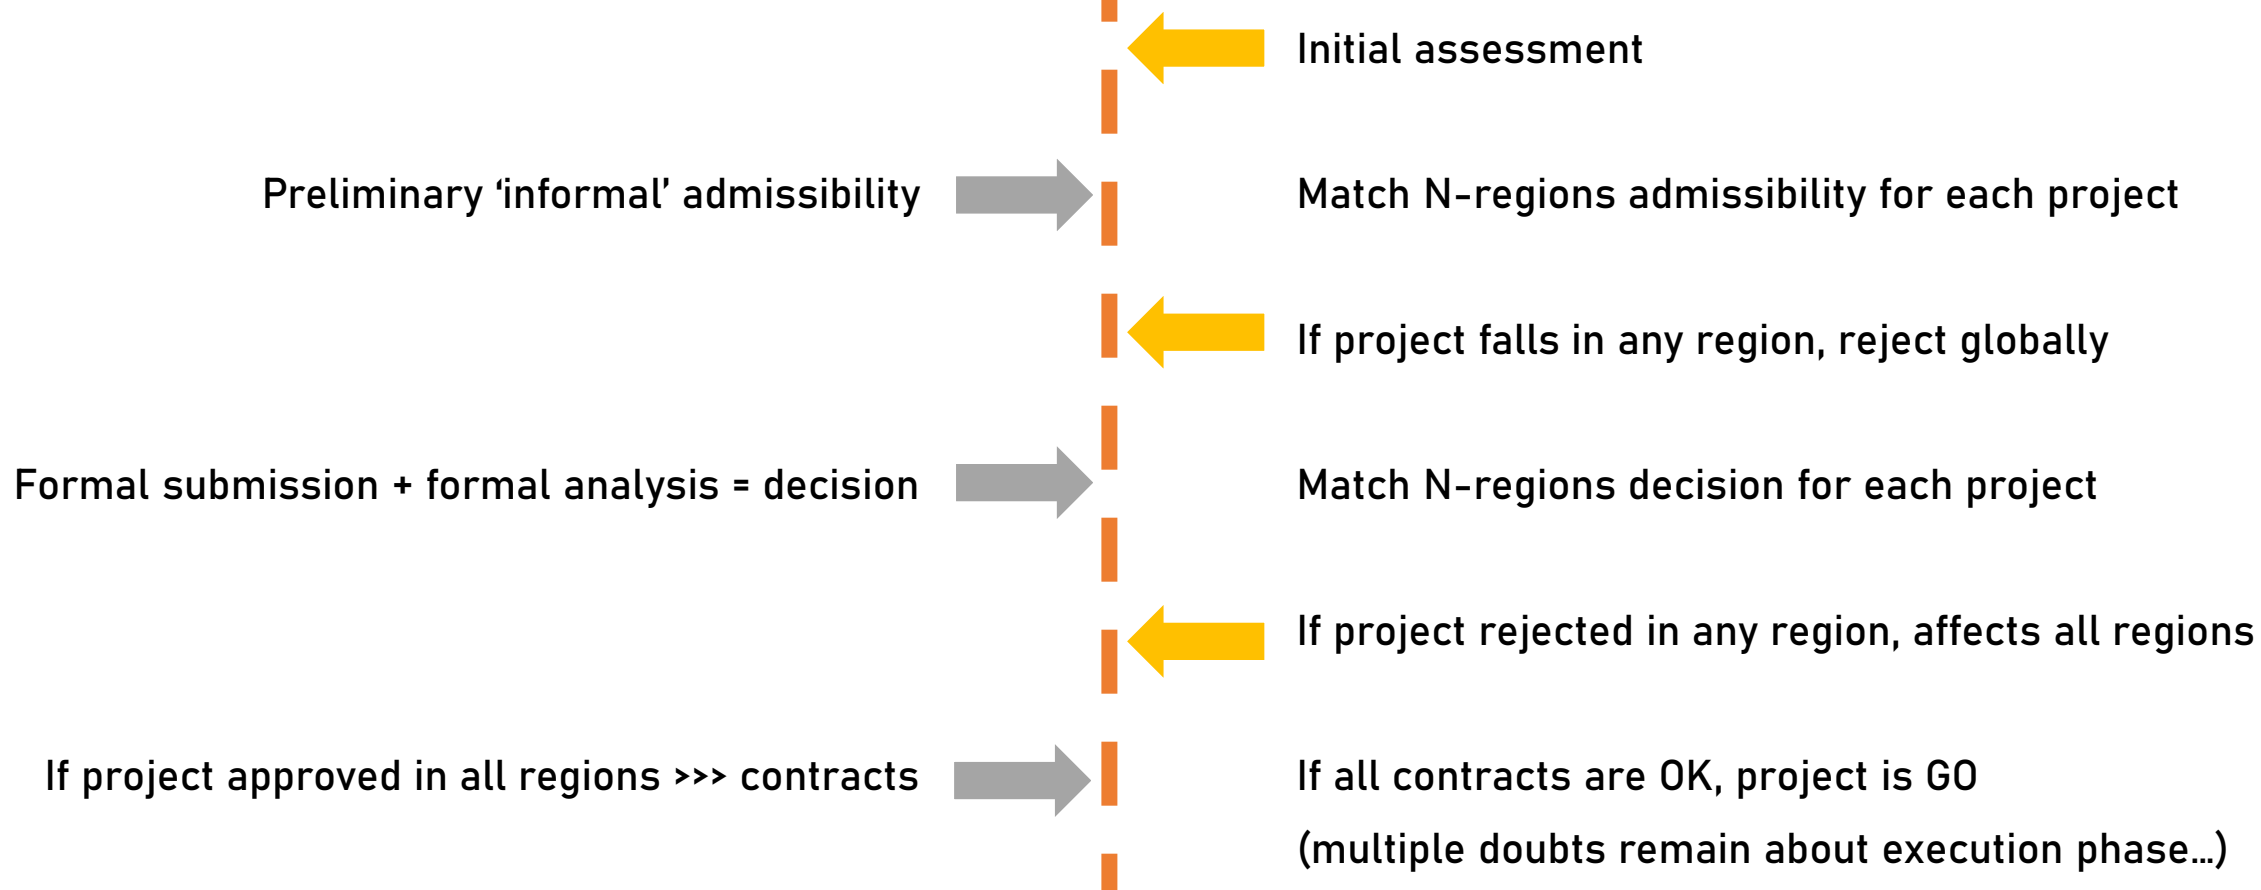 Initial assessment
Preliminary ‘informal’ admissibility
Match N-regions admissibility for each project
If project falls in any region, reject globally
Formal submission + formal analysis = decision
Match N-regions decision for each project
If project rejected in any region, affects all regions
If project approved in all regions >>> contracts
If all contracts are OK, project is GO
(multiple doubts remain about execution phase…)